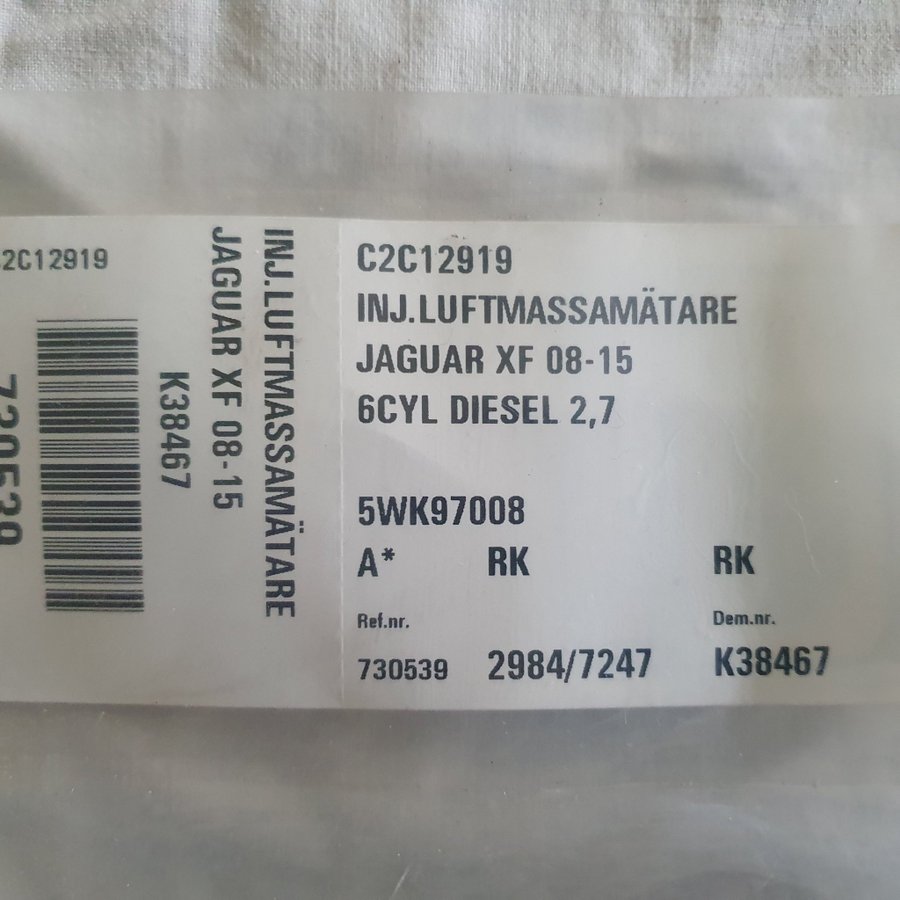 2C12919
730539
K38467
JAGUAR XF 08-15
INJ.LUFTMASSAMÄTARE
C2C12919
INJ.LUFTMASSAMÄTARE
JAGUAR XF 08-15
6CYL DIESEL 2,7
5WK97008
A* RK RK
Ref.nr. Dem.nr.
730539 2984/7247 K38467